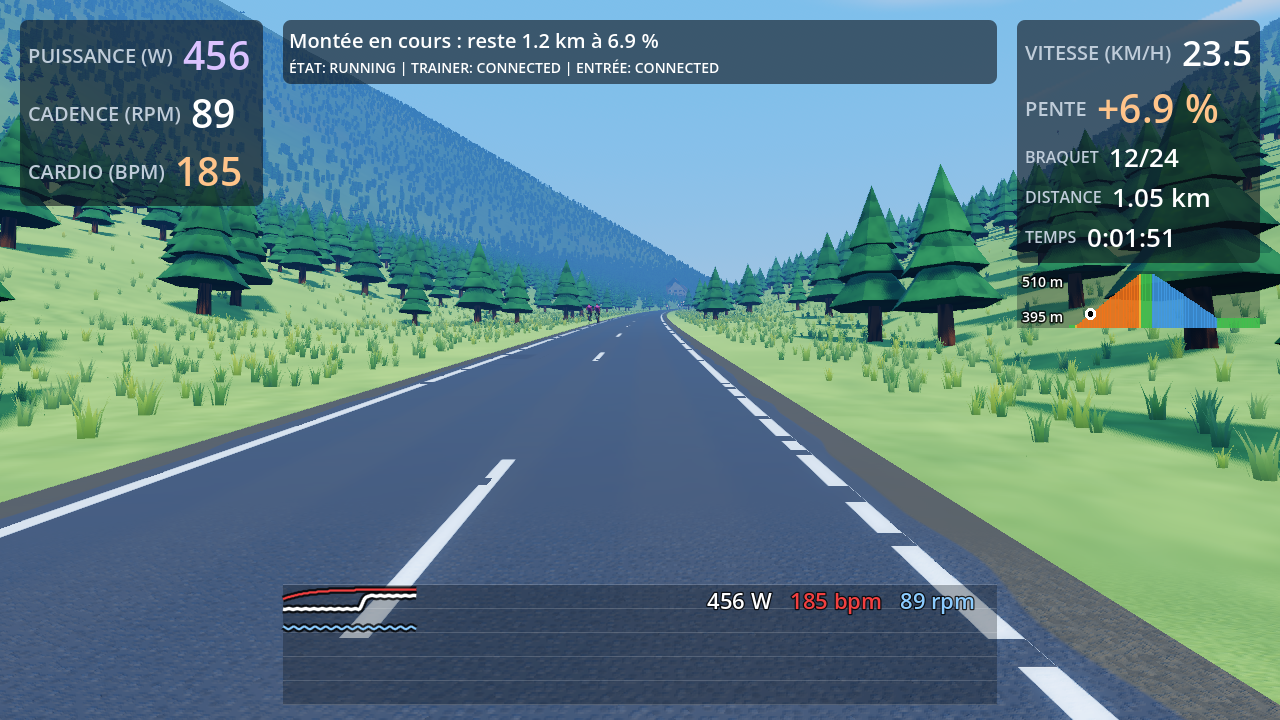 PUISSANCE (W) 456
CADENCE (RPM) 89
CARDIO (BPM) 185
Montée en cours : reste 1.2 km à 6.9 %
ÉTAT: RUNNING | TRAINER: CONNECTED | ENTRÉE: CONNECTED
VITESSE (KM/H) 23.5
PENTE +6.9 %
BRAQUET 12/24
DISTANCE 1.05 km
TEMPS 0:01:51
510 m
395 m
456 W 185 bpm 89 rpm